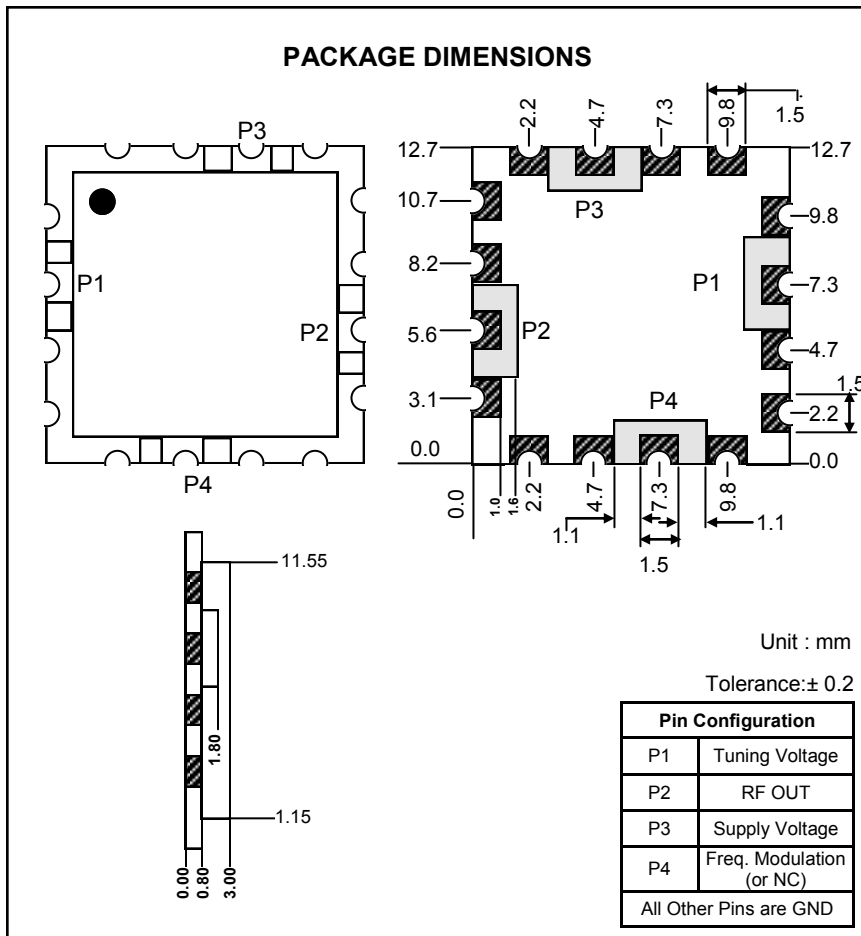 PACKAGE DIMENSIONS
P3
P1
P2
P4
2.2
4.7
7.3
9.8
1.5
12.7
10.7
8.2
5.6
3.1
0.0
12.7
9.8
7.3
4.7
1.5
2.2
0.0
P3
P1
P2
P4
0.0
1.0
1.6
2.2
4.7
7.3
9.8
1.1
1.5
1.1
11.55
1.80
1.15
0.00
0.80
3.00
Unit : mm
Tolerance:± 0.2
Pin Configuration
P1 Tuning Voltage
P2 RF OUT
P3 Supply Voltage
P4 Freq. Modulation
(or NC)
All Other Pins are GND